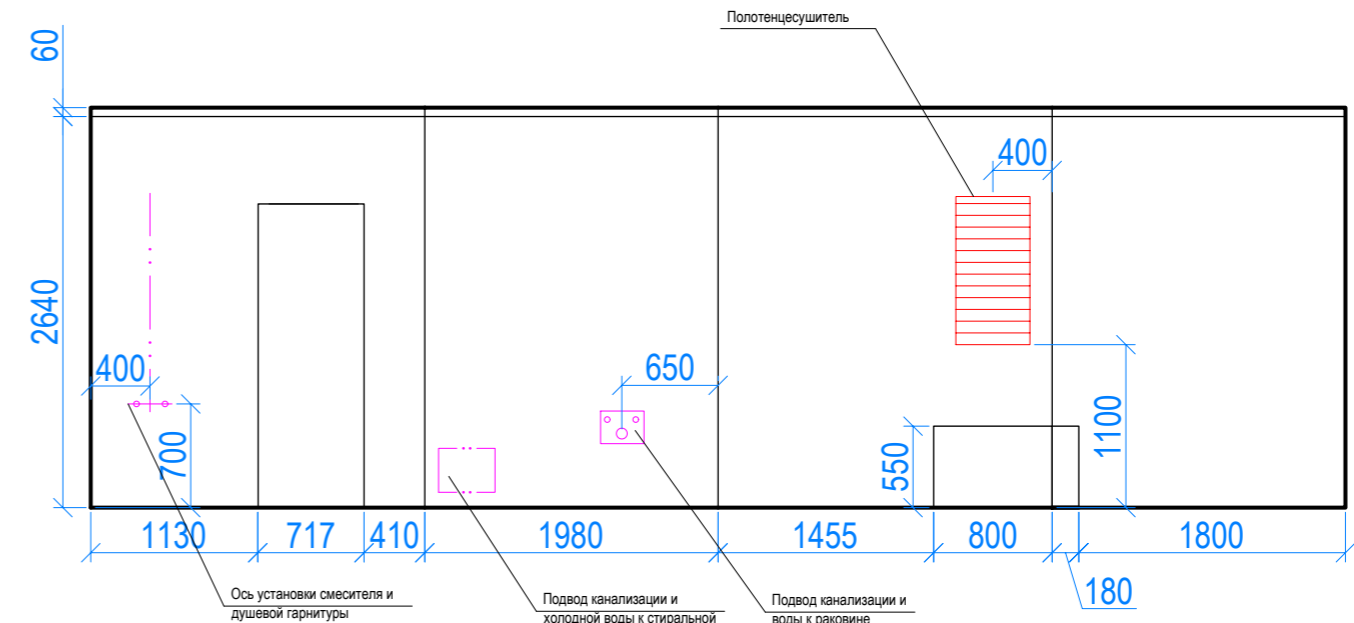 Полотенцесушитель
60
400
2640
400
650
700
550
1100
1130 717 410 1980 1455 800 1800
180
Ось установки смесителя и
душевой гарнитуры
Подвод канализации и
холодной воды к стиральной
Подвод канализации и
воды к раковине